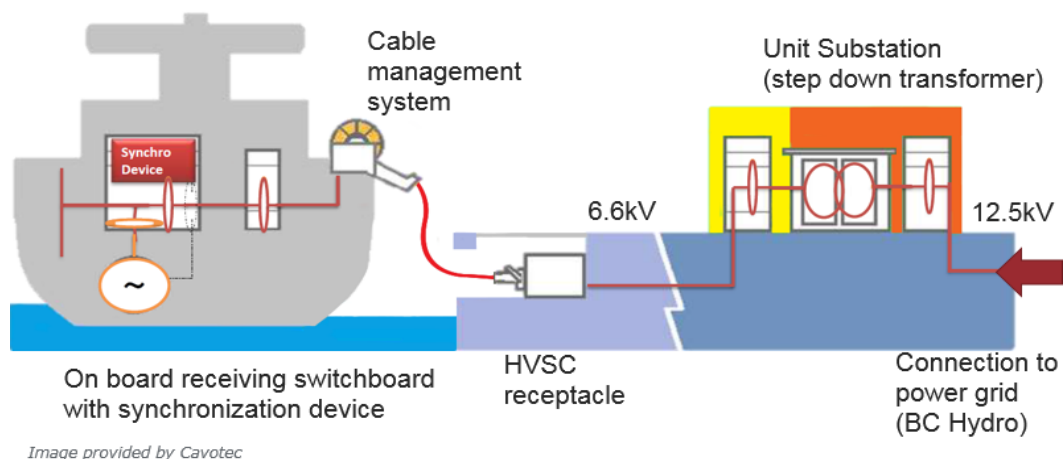 Cable
management
system
Unit Substation
(step down transformer)
Synchro
Device
6.6kV
12.5kV
~
HVSC
receptacle
On board receiving switchboard
with synchronization device
Connection to
power grid
(BC Hydro)
Image provided by Cavotec